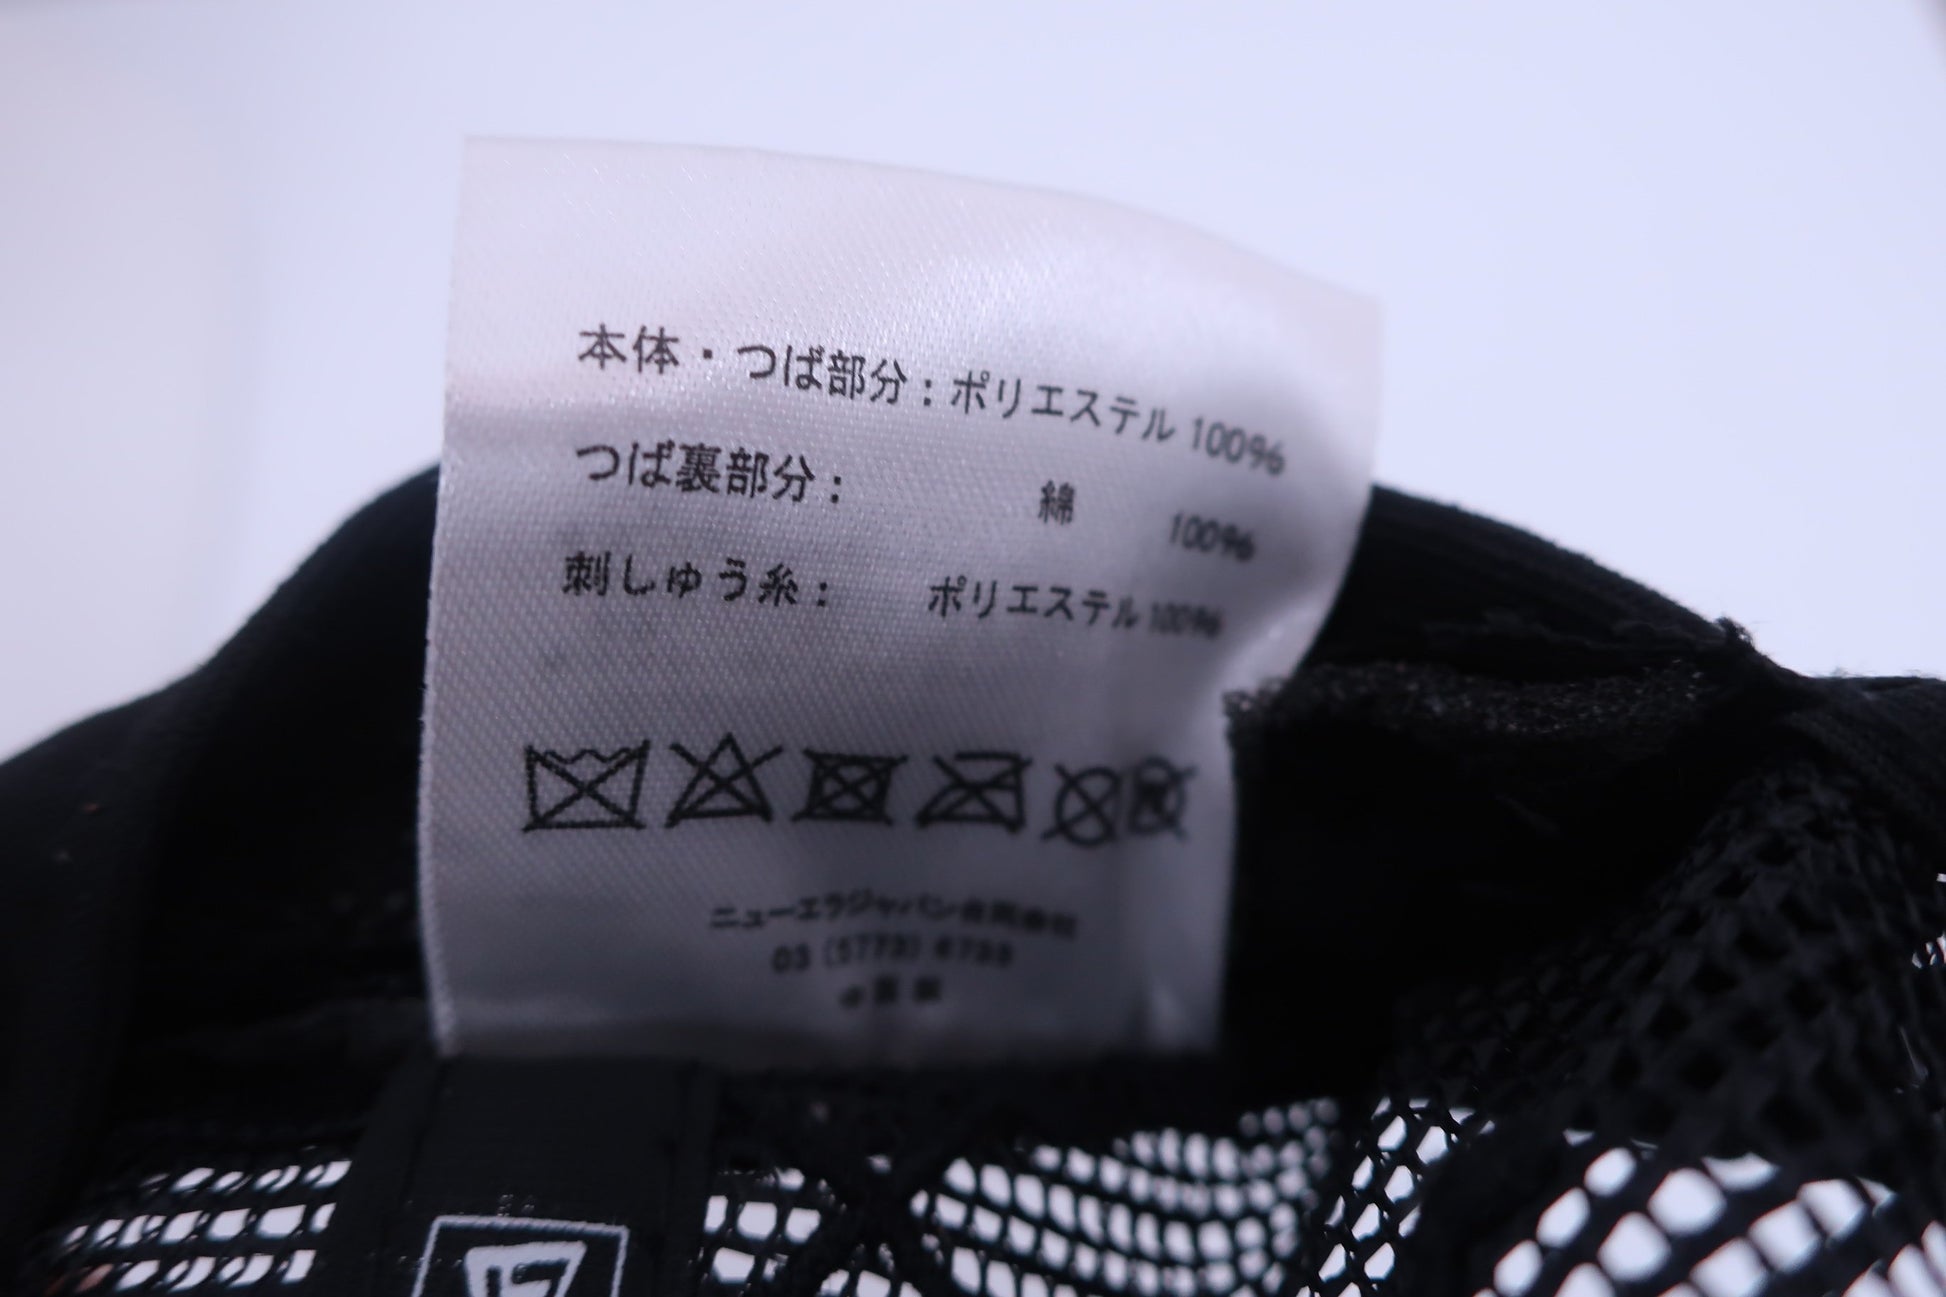 本体・つば部分：ポリエステル 100%
つば裏部分： 綿 100%
刺しゅう糸： ポリエステル 100%
ニューエラジャパン合同会社
03 (5773)